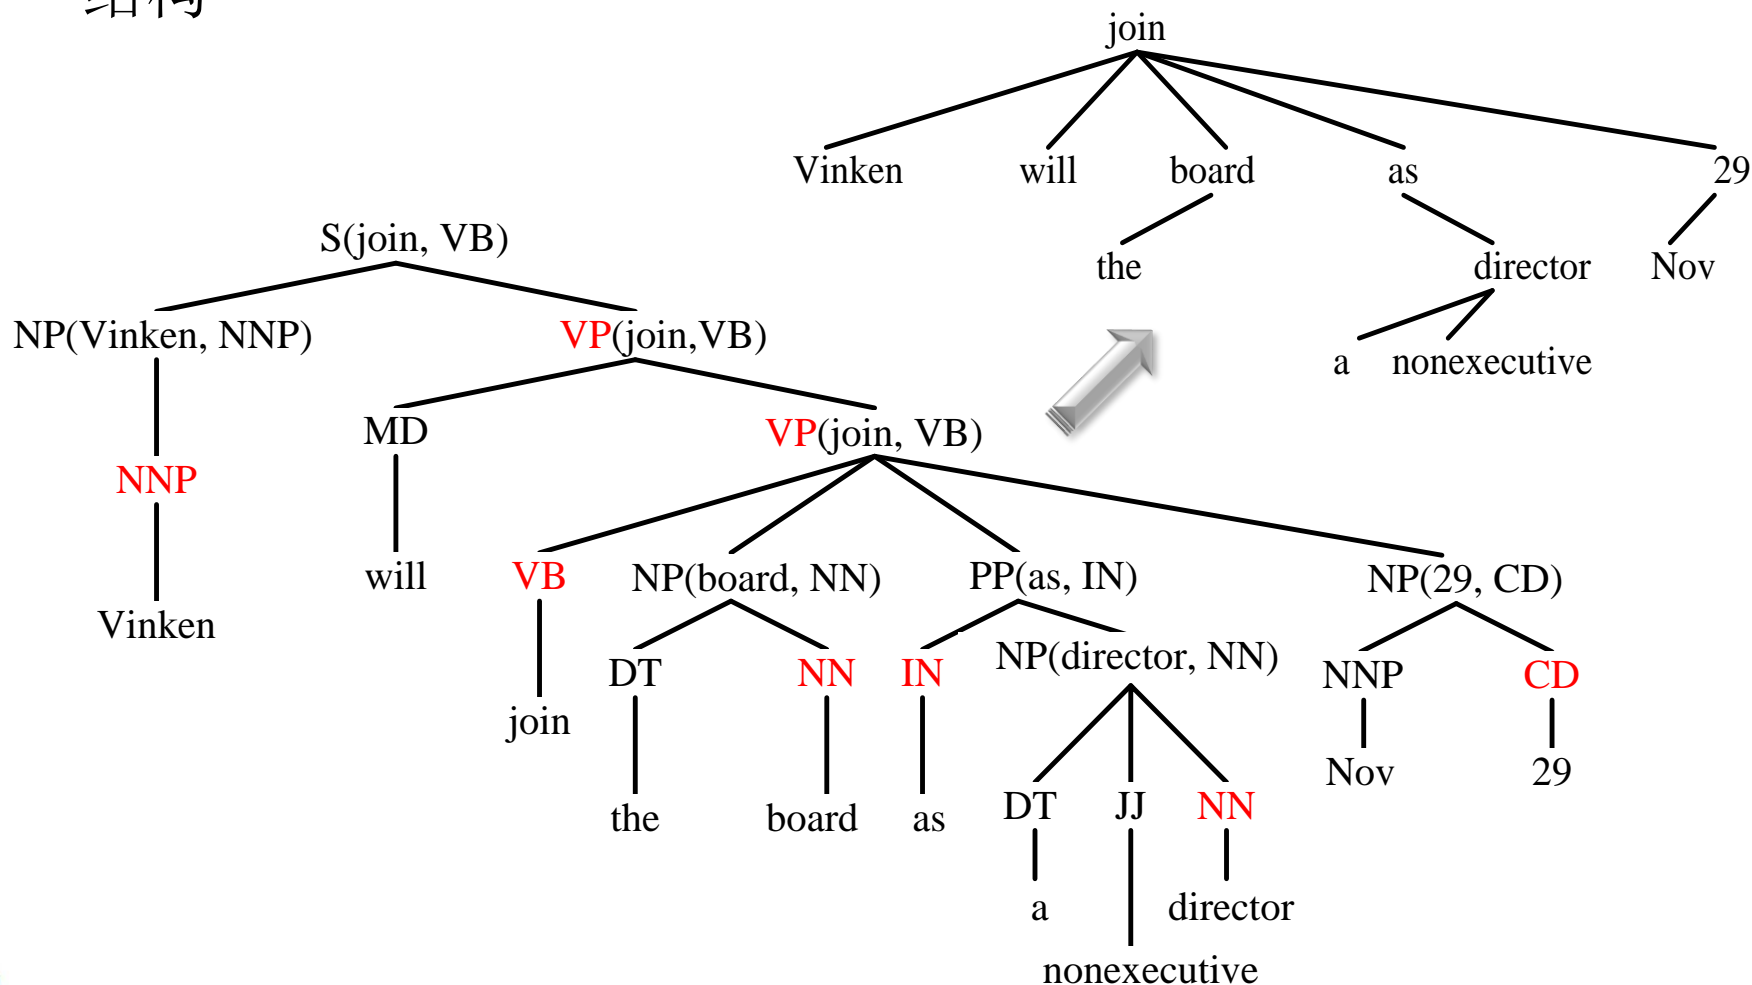 结构
join
Vinken will board as 29
the director Nov
a nonexecutive
S(join, VB)
NP(Vinken, NNP) VP(join,VB)
MD VP(join, VB)
NNP
will VB NP(board, NN) PP(as, IN) NP(29, CD)
Vinken
DT NN IN NP(director, NN) NNP CD
join
Nov 29
the board as DT JJ NN
a director
nonexecutive